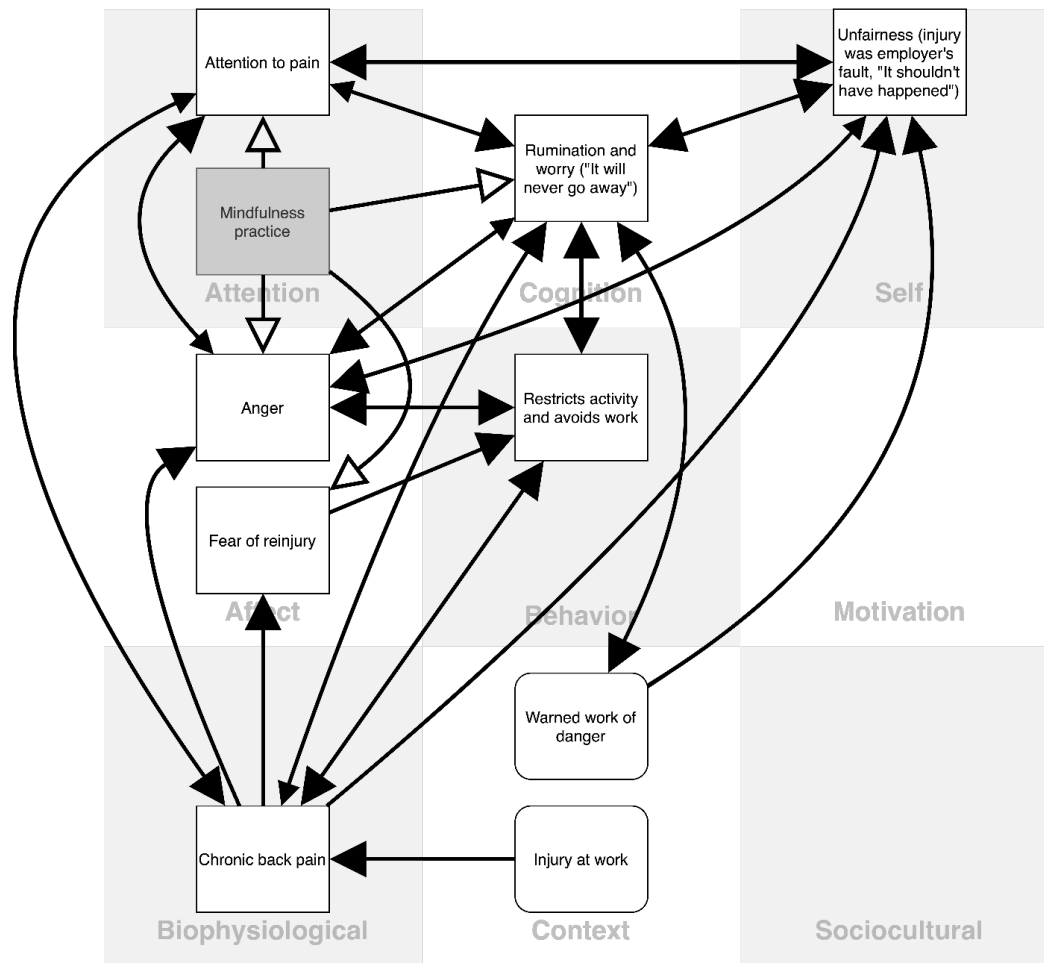 Attention to pain
Unfairness (injury
was employer's
fault, "It shouldn't
have happened")
Rumination and
worry ("It will
never go away")
Mindfulness
practice
Attention
Cognition
Self
Anger
Restricts activity
and avoids work
Fear of reinjury
Affect
Behavior
Motivation
Warned work of
danger
Chronic back pain
Injury at work
Biophysiological
Context
Sociocultural